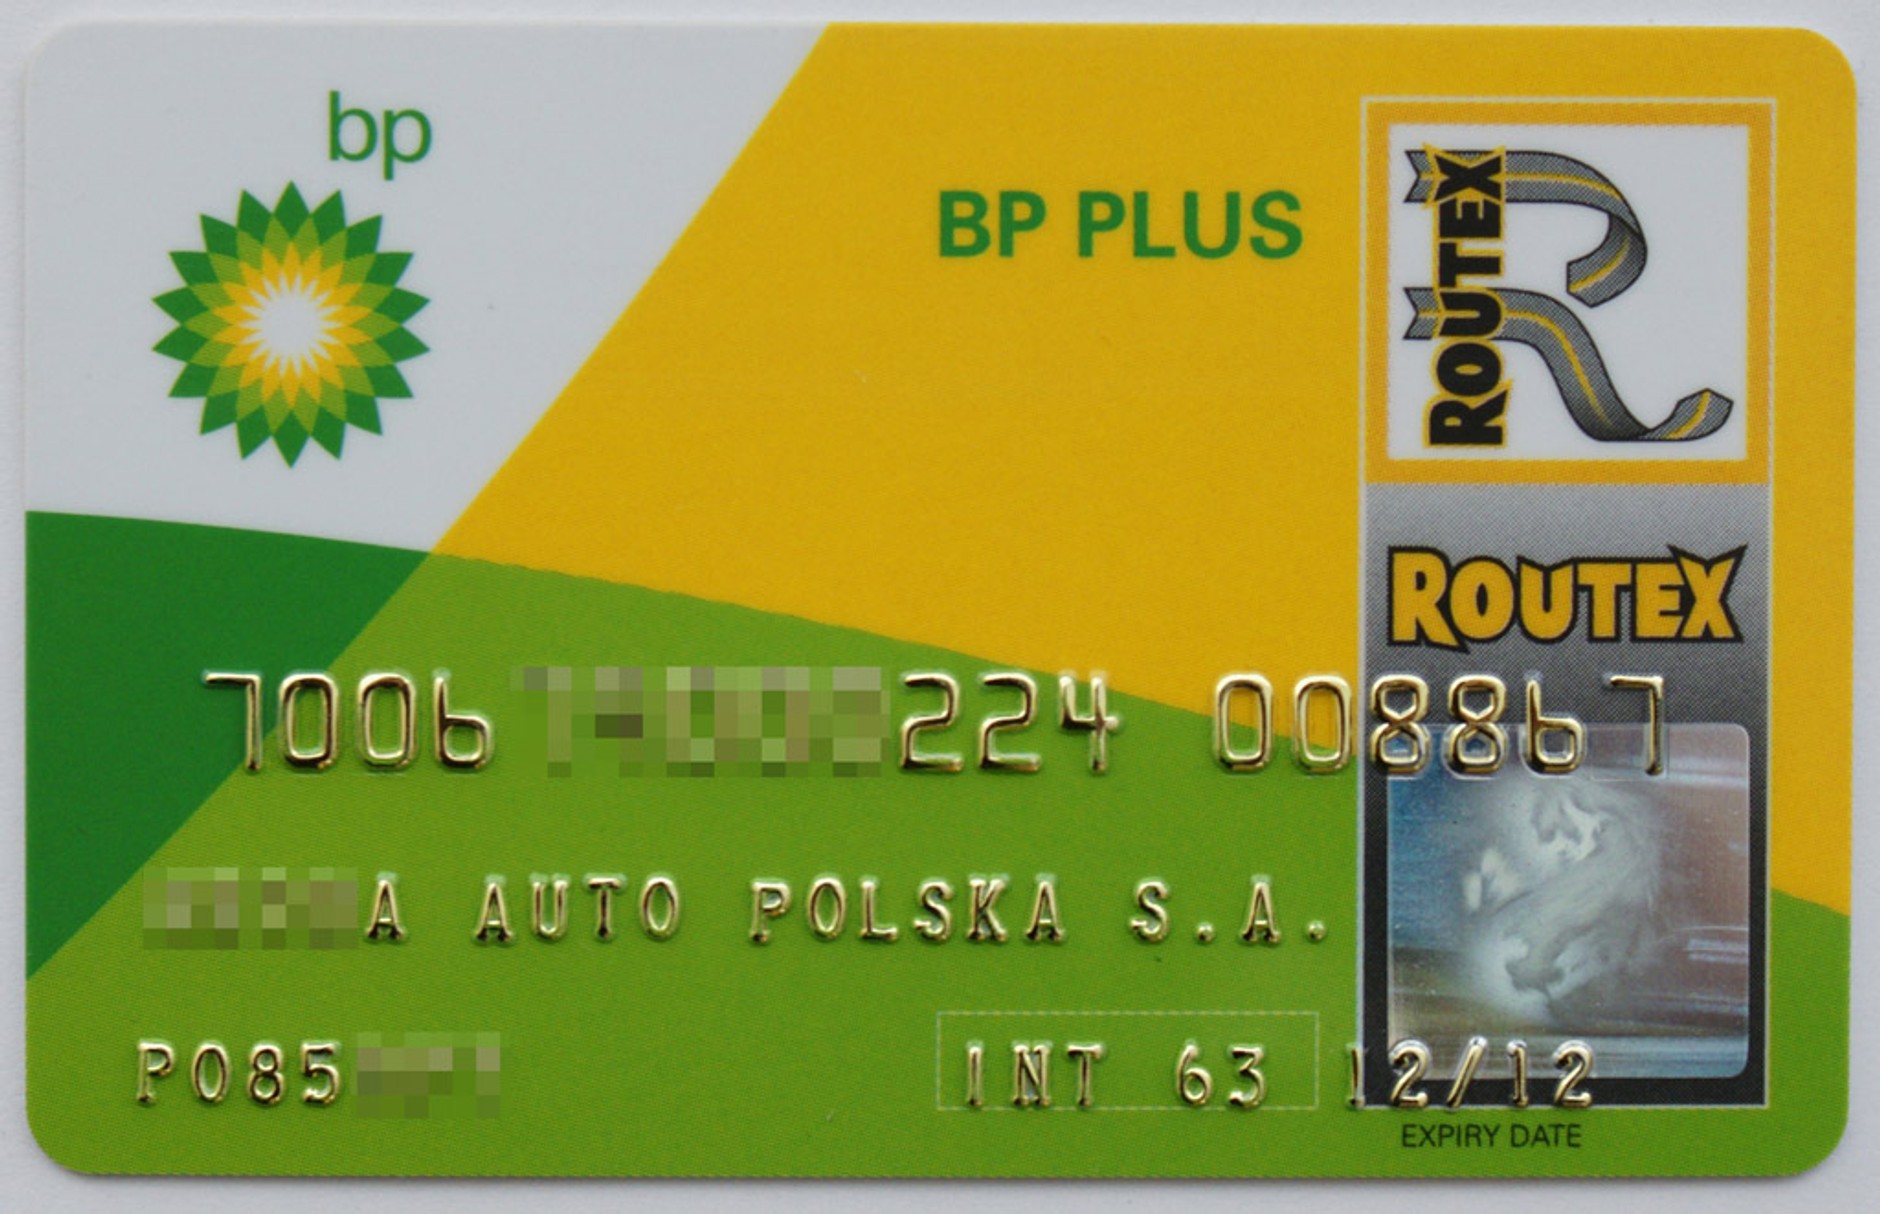 bp
BP PLUS
ROUTEX
ROUTEX
7006 224 008867
A AUTO POLSKA S.A.
P085
INT 63 12/12
EXPIRY DATE